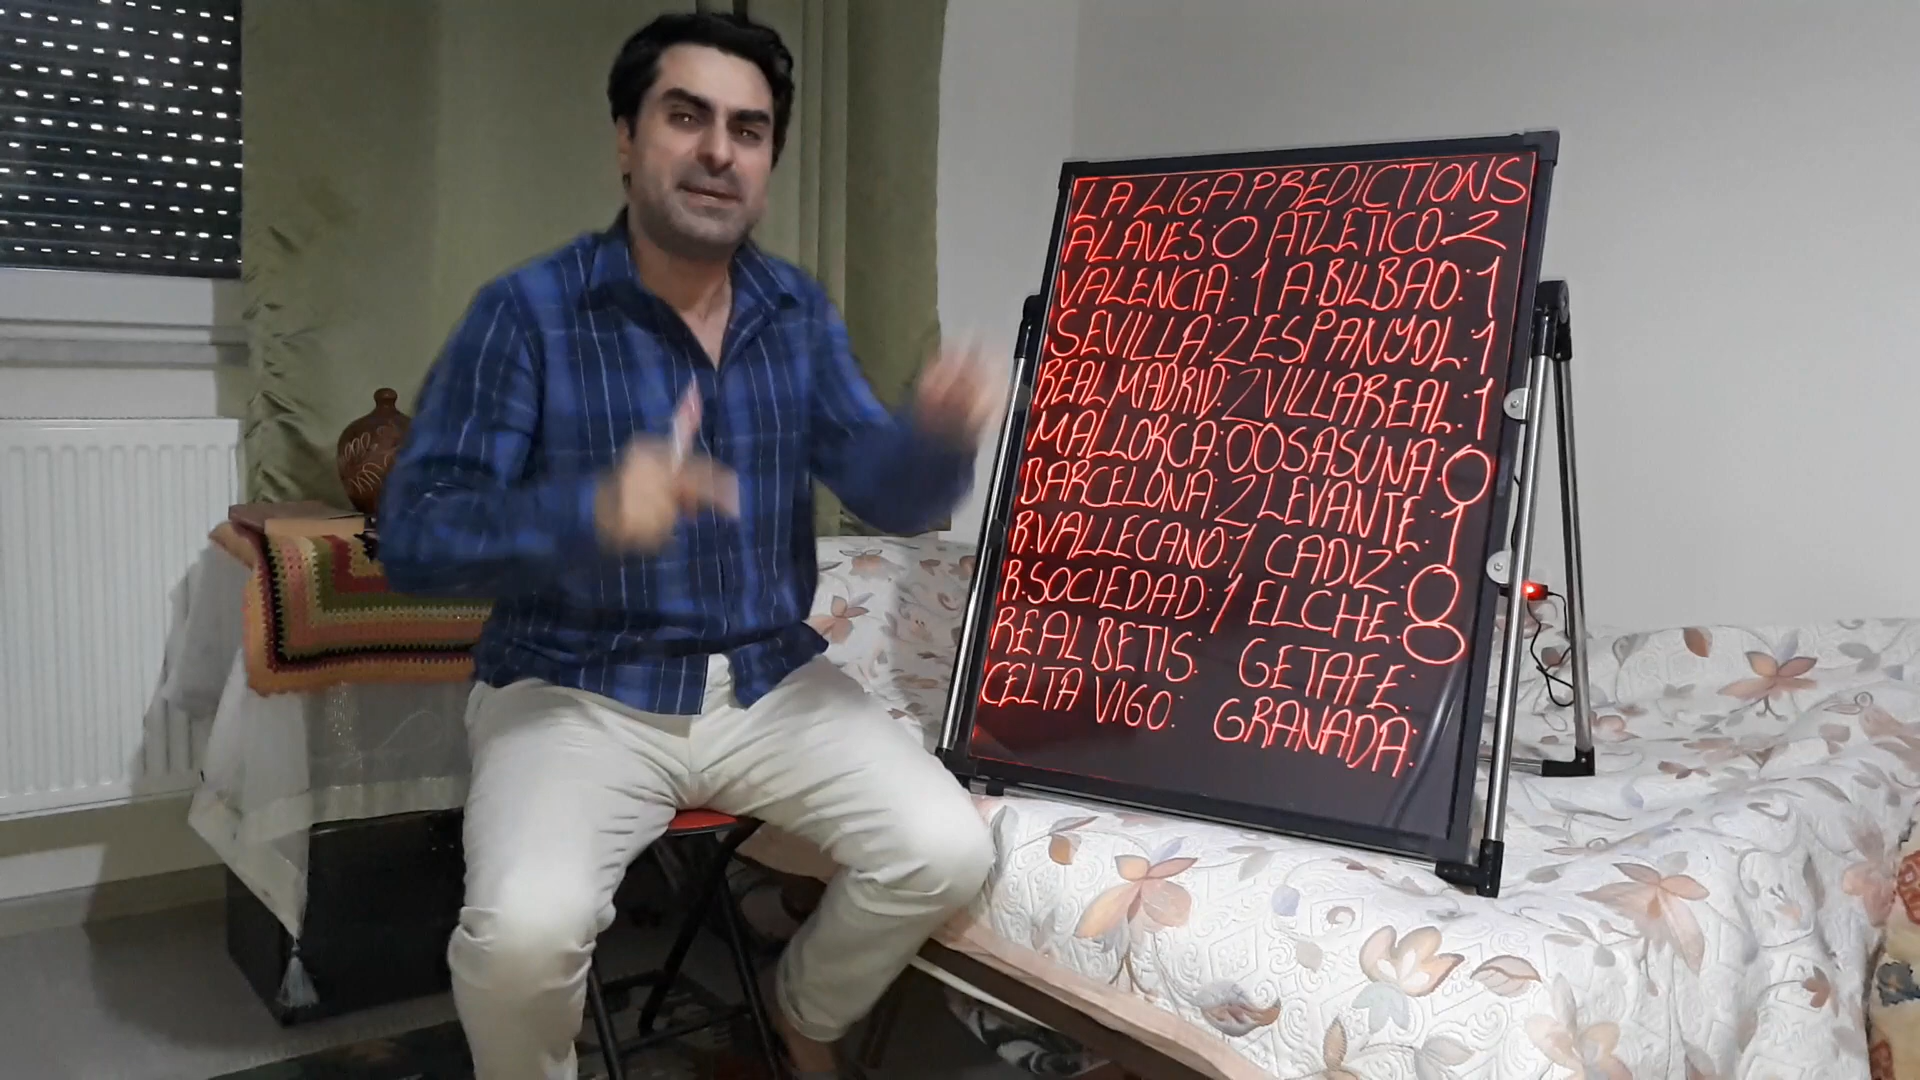 LA LIGA PREDICTIONS
ALAVES:0 ATLETICO:2
VALENCIA:1 A.BILBAO:1
SEVILLA:2 ESPANYOL:1
REAL MADRID:2 VILLAREAL:1
MALLORCA:0 OSASUNA:0
BARCELONA:2 LEVANTE:1
R.VALLECANO:1 CADIZ:0
R.SOCIEDAD:1 ELCHE:0
REAL BETIS: GETAFE:
CELTA VIGO: GRANADA: